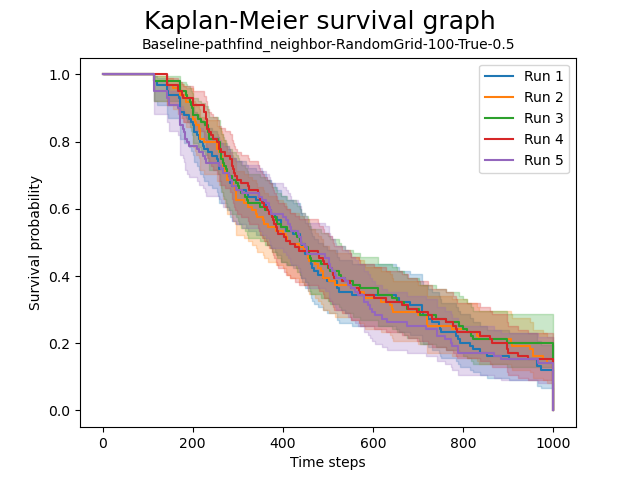 Kaplan-Meier survival graph
Baseline-pathfind_neighbor-RandomGrid-100-True-0.5
Run 1
Run 2
Run 3
Run 4
Run 5
Survival probability
1.0
0.8
0.6
0.4
0.2
0.0
0 200 400 600 800 1000
Time steps